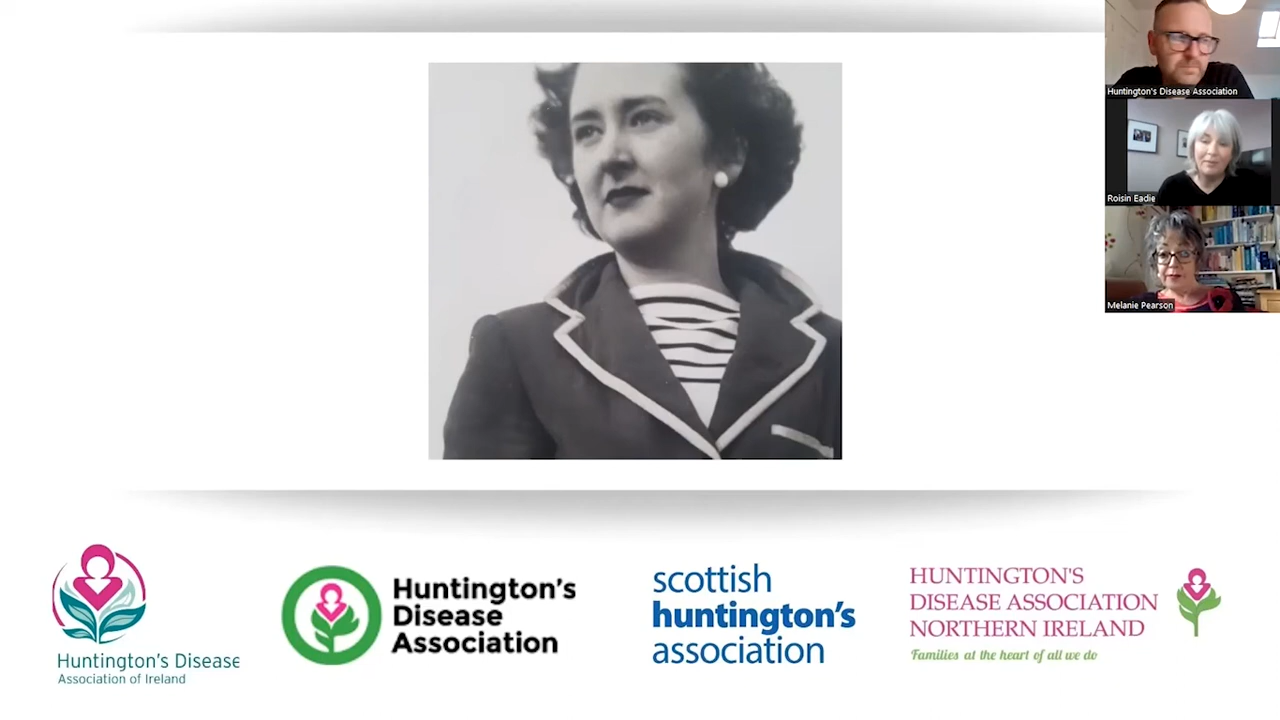 Huntington's Disease Association
Roisin Eadie
Melanie Pearson
Huntington's Disease
Association of Ireland
Huntington's
Disease
Association
scottish
huntington's
association
HUNTINGTON'S
DISEASE ASSOCIATION
NORTHERN IRELAND
Families at the heart of all we do